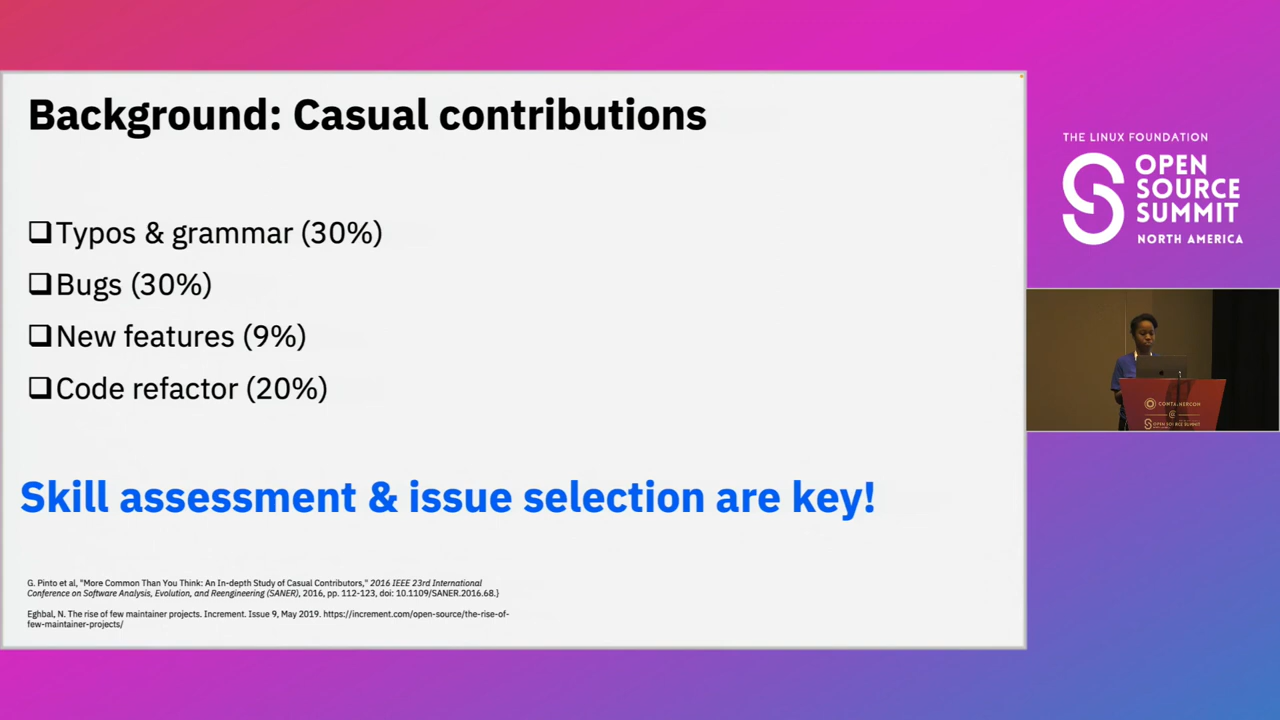 Background: Casual contributions
❑Typos & grammar (30%)
❑Bugs (30%)
❑New features (9%)
❑Code refactor (20%)
Skill assessment & issue selection are key!
G. Pinto et al, "More Common Than You Think: An In-depth Study of Casual Contributors," 2016 IEEE 23rd International
Conference on Software Analysis, Evolution, and Reengineering (SANER), 2016, pp. 112-123, doi: 10.1109/SANER.2016.68.}
Eghbal, N. The rise of few maintainer projects. Increment. Issue 9, May 2019. https://increment.com/open-source/the-rise-of-
few-maintainer-projects/
THE LINUX FOUNDATION
OPEN
SOURCE
SUMMIT
NORTH AMERICA
CONTAINERCON
@
OPEN SOURCE SUMMIT